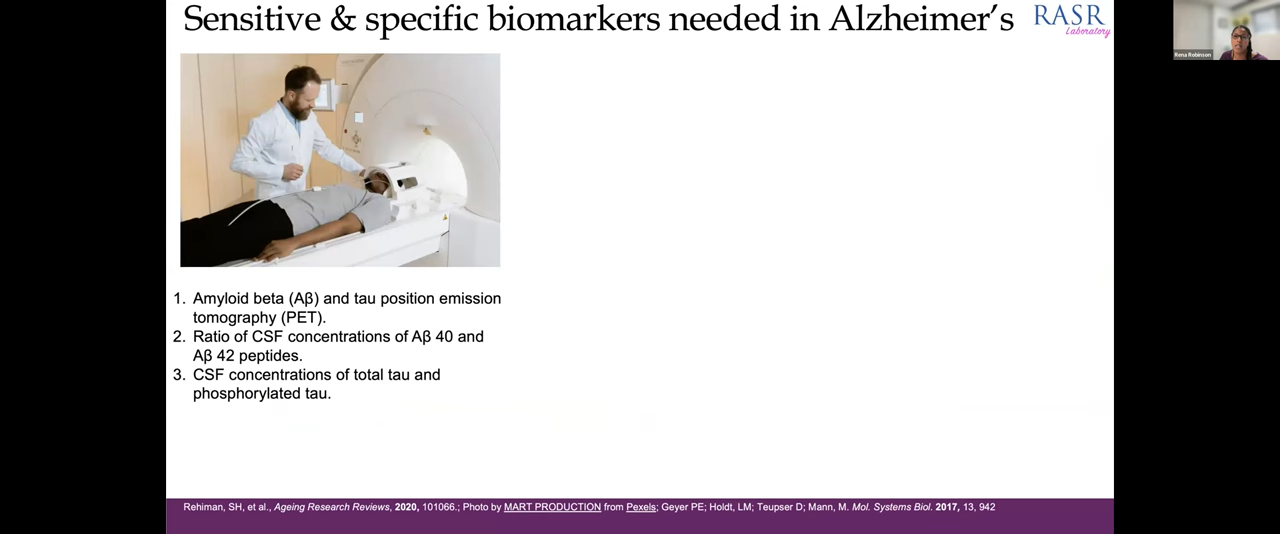 Sensitive & specific biomarkers needed in Alzheimer's
RASR
Laboratory
Rena Robinson
1. Amyloid beta (Aβ) and tau position emission
tomography (PET).
2. Ratio of CSF concentrations of Aβ 40 and
Aβ 42 peptides.
3. CSF concentrations of total tau and
phosphorylated tau.
Rehiman, SH, et al., Ageing Research Reviews, 2020, 101066.; Photo by MART PRODUCTION from Pexels; Geyer PE; Holdt, LM; Teupser D; Mann, M. Mol. Systems Biol. 2017, 13, 942